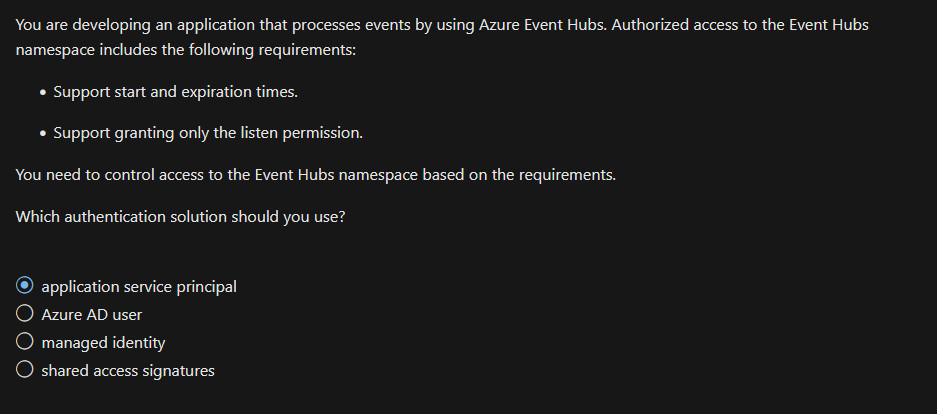 You are developing an application that processes events by using Azure Event Hubs. Authorized access to the Event Hubs
namespace includes the following requirements:
• Support start and expiration times.
• Support granting only the listen permission.
You need to control access to the Event Hubs namespace based on the requirements.
Which authentication solution should you use?
application service principal
Azure AD user
managed identity
shared access signatures